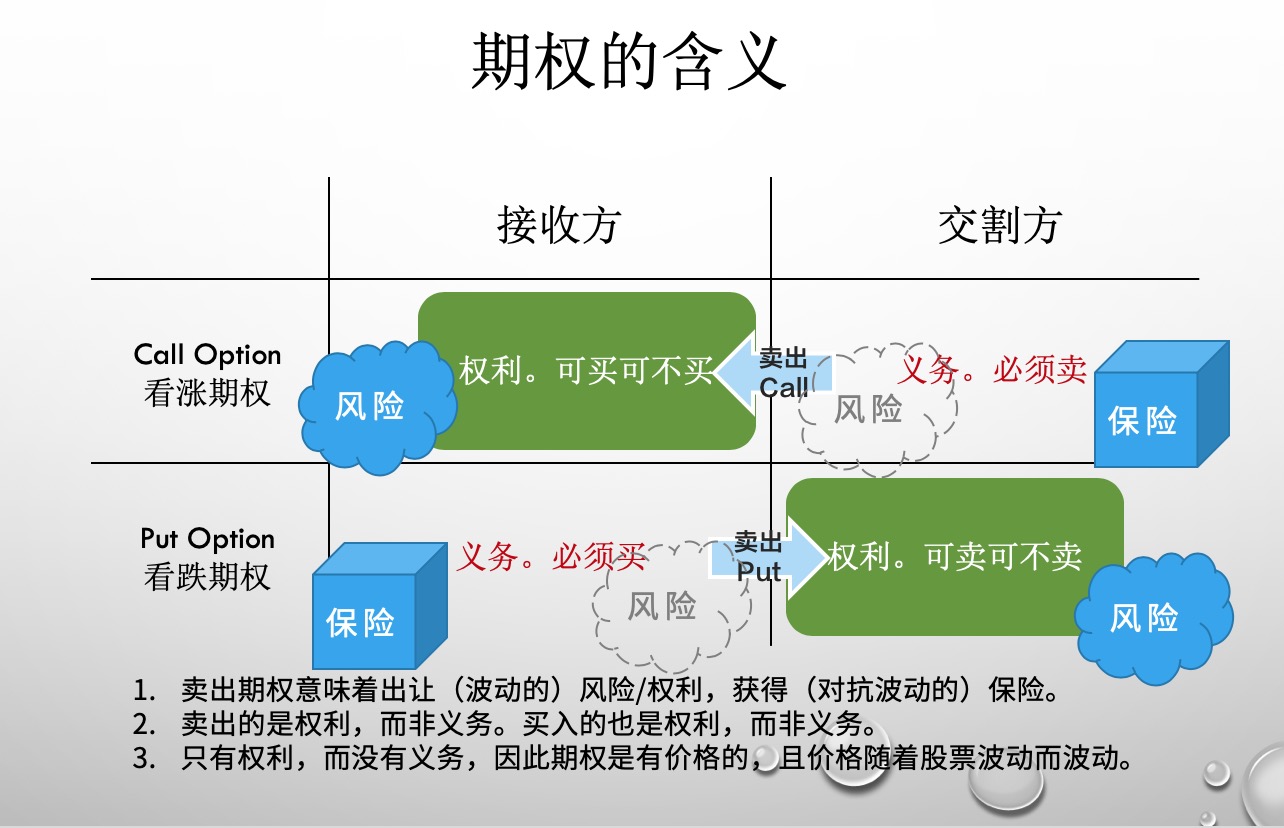 期权的含义
接收方
交割方
Call Option
看涨期权
风险
权利。可买可不买
卖出
Call
风险
义务。必须卖
保险
Put Option
看跌期权
保险
义务。必须买
风险
卖出
Put
权利。可卖可不卖
风险
1. 卖出期权意味着出让（波动的）风险/权利，获得（对抗波动的）保险。
2. 卖出的是权利，而非义务。买入的也是权利，而非义务。
3. 只有权利，而没有义务，因此期权是有价格的，且价格随着股票波动而波动。